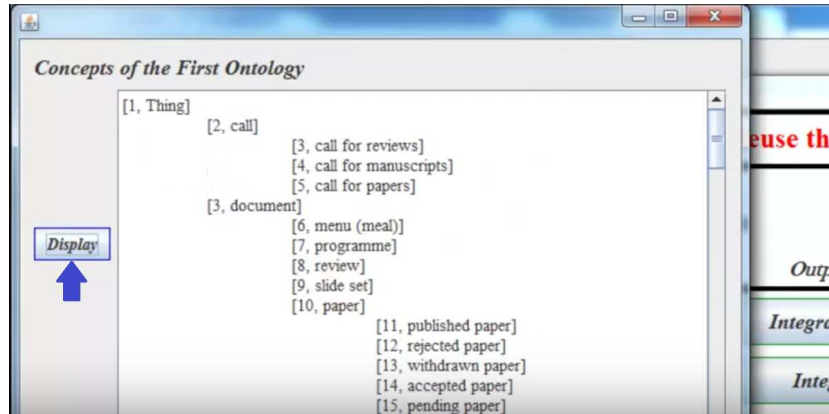 Concepts of the First Ontology
[1, Thing]
[2, call]
[3, call for reviews]
[4, call for manuscripts]
[5, call for papers]
[3, document]
[6, menu (meal)]
[7, programme]
[8, review]
[9, slide set]
[10, paper]
[11, published paper]
[12, rejected paper]
[13, withdrawn paper]
[14, accepted paper]
[15, pending paper]
Display
euse th
Outp
Integra
Inte